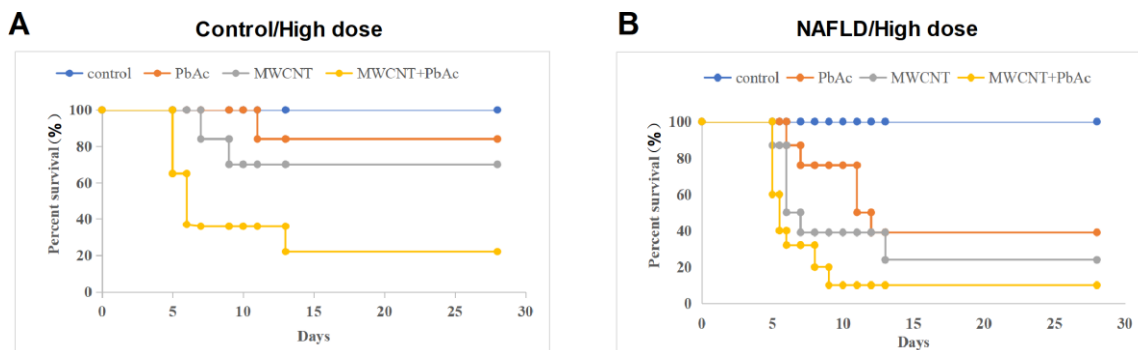 A
Control/High dose
control PbAc MWCNT MWCNT+PbAc
Percent survival(%)
100
80
60
40
20
0
0 5 10 15 20 25 30
Days
B
NAFLD/High dose
control PbAc MWCNT MWCNT+PbAc
Percent survival(%)
100
80
60
40
20
0
0 5 10 15 20 25 30
Days